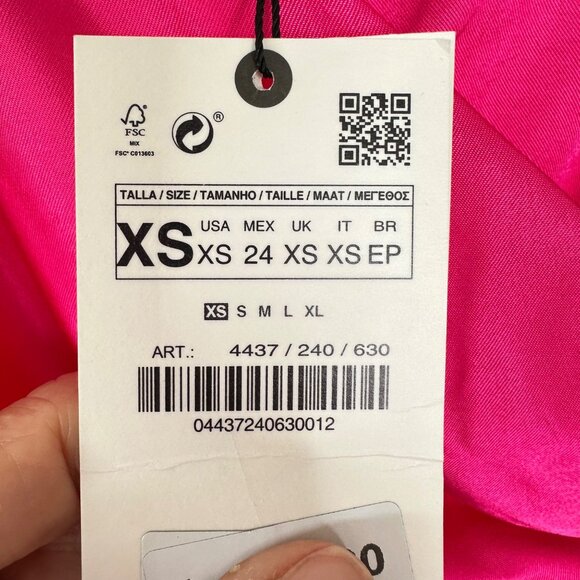 FSC
MIX
FSC® C013603
®
TALLA / SIZE / TAMANHO / TAILLE / MAAT / ΜΕΓΕΘΟΣ
XS
USA MEX UK IT BR
XS 24 XS XS EP
XS S M L XL
ART.: 4437 / 240 / 630
04437240630012